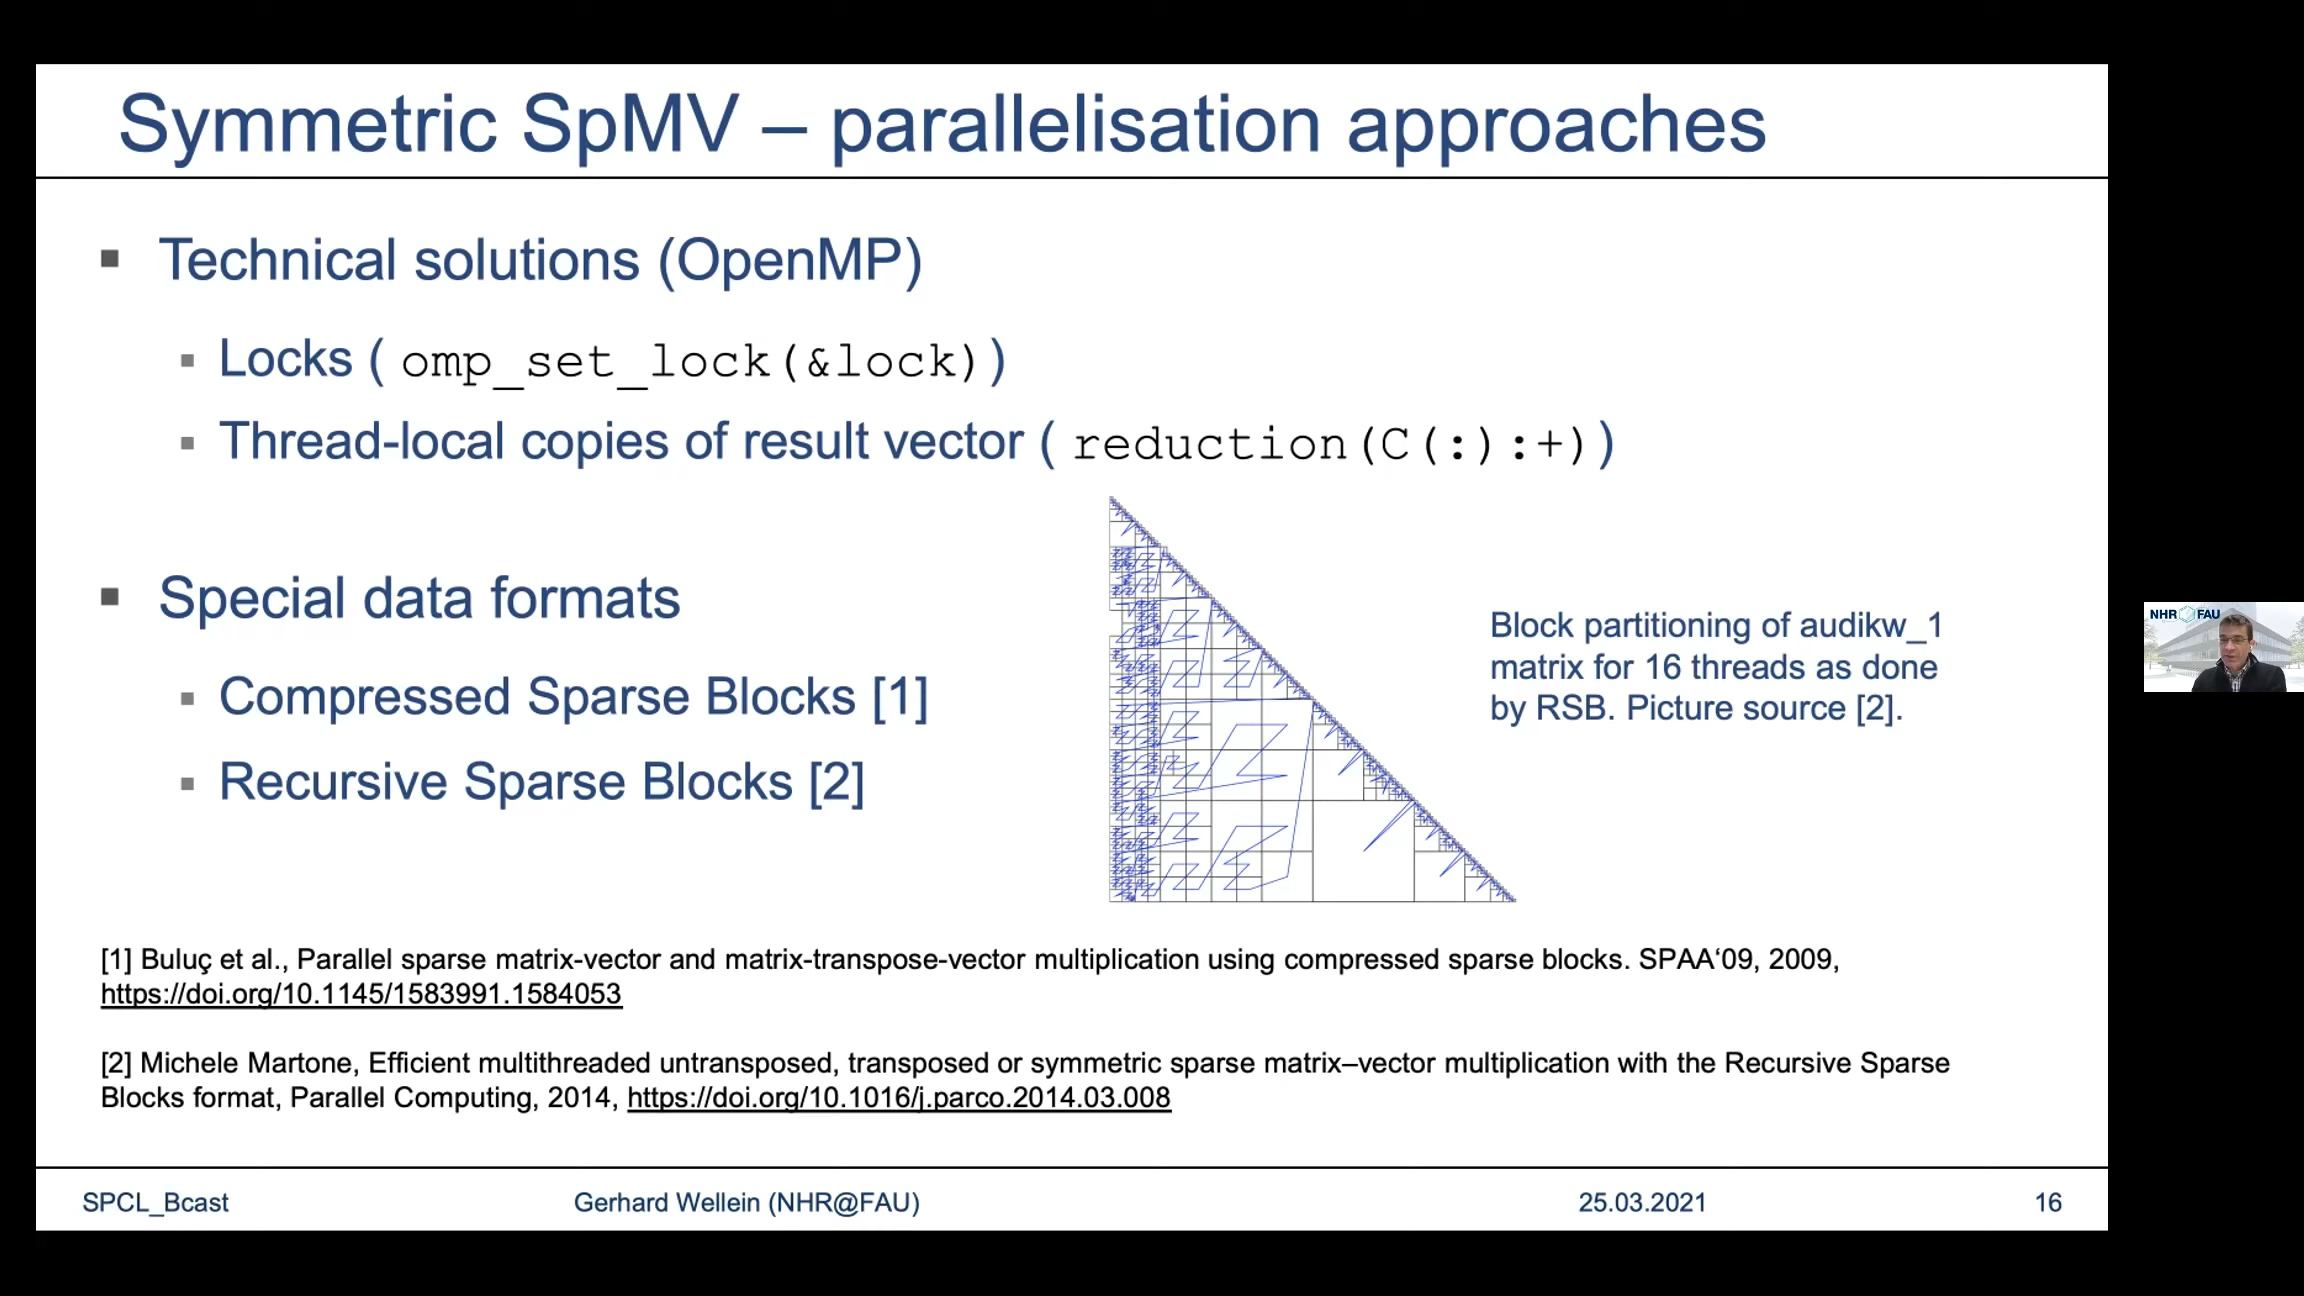 Symmetric SpMV – parallelisation approaches
▪ Technical solutions (OpenMP)
▪ Locks ( omp_set_lock(&lock))
▪ Thread-local copies of result vector ( reduction(C(:):+))
▪ Special data formats
▪ Compressed Sparse Blocks [1]
▪ Recursive Sparse Blocks [2]
Block partitioning of audikw_1
matrix for 16 threads as done
by RSB. Picture source [2].
NHR FAU
[1] Buluç et al., Parallel sparse matrix-vector and matrix-transpose-vector multiplication using compressed sparse blocks. SPAA‘09, 2009,
https://doi.org/10.1145/1583991.1584053
[2] Michele Martone, Efficient multithreaded untransposed, transposed or symmetric sparse matrix–vector multiplication with the Recursive Sparse
Blocks format, Parallel Computing, 2014, https://doi.org/10.1016/j.parco.2014.03.008
SPCL_Bcast Gerhard Wellein (NHR@FAU) 25.03.2021 16